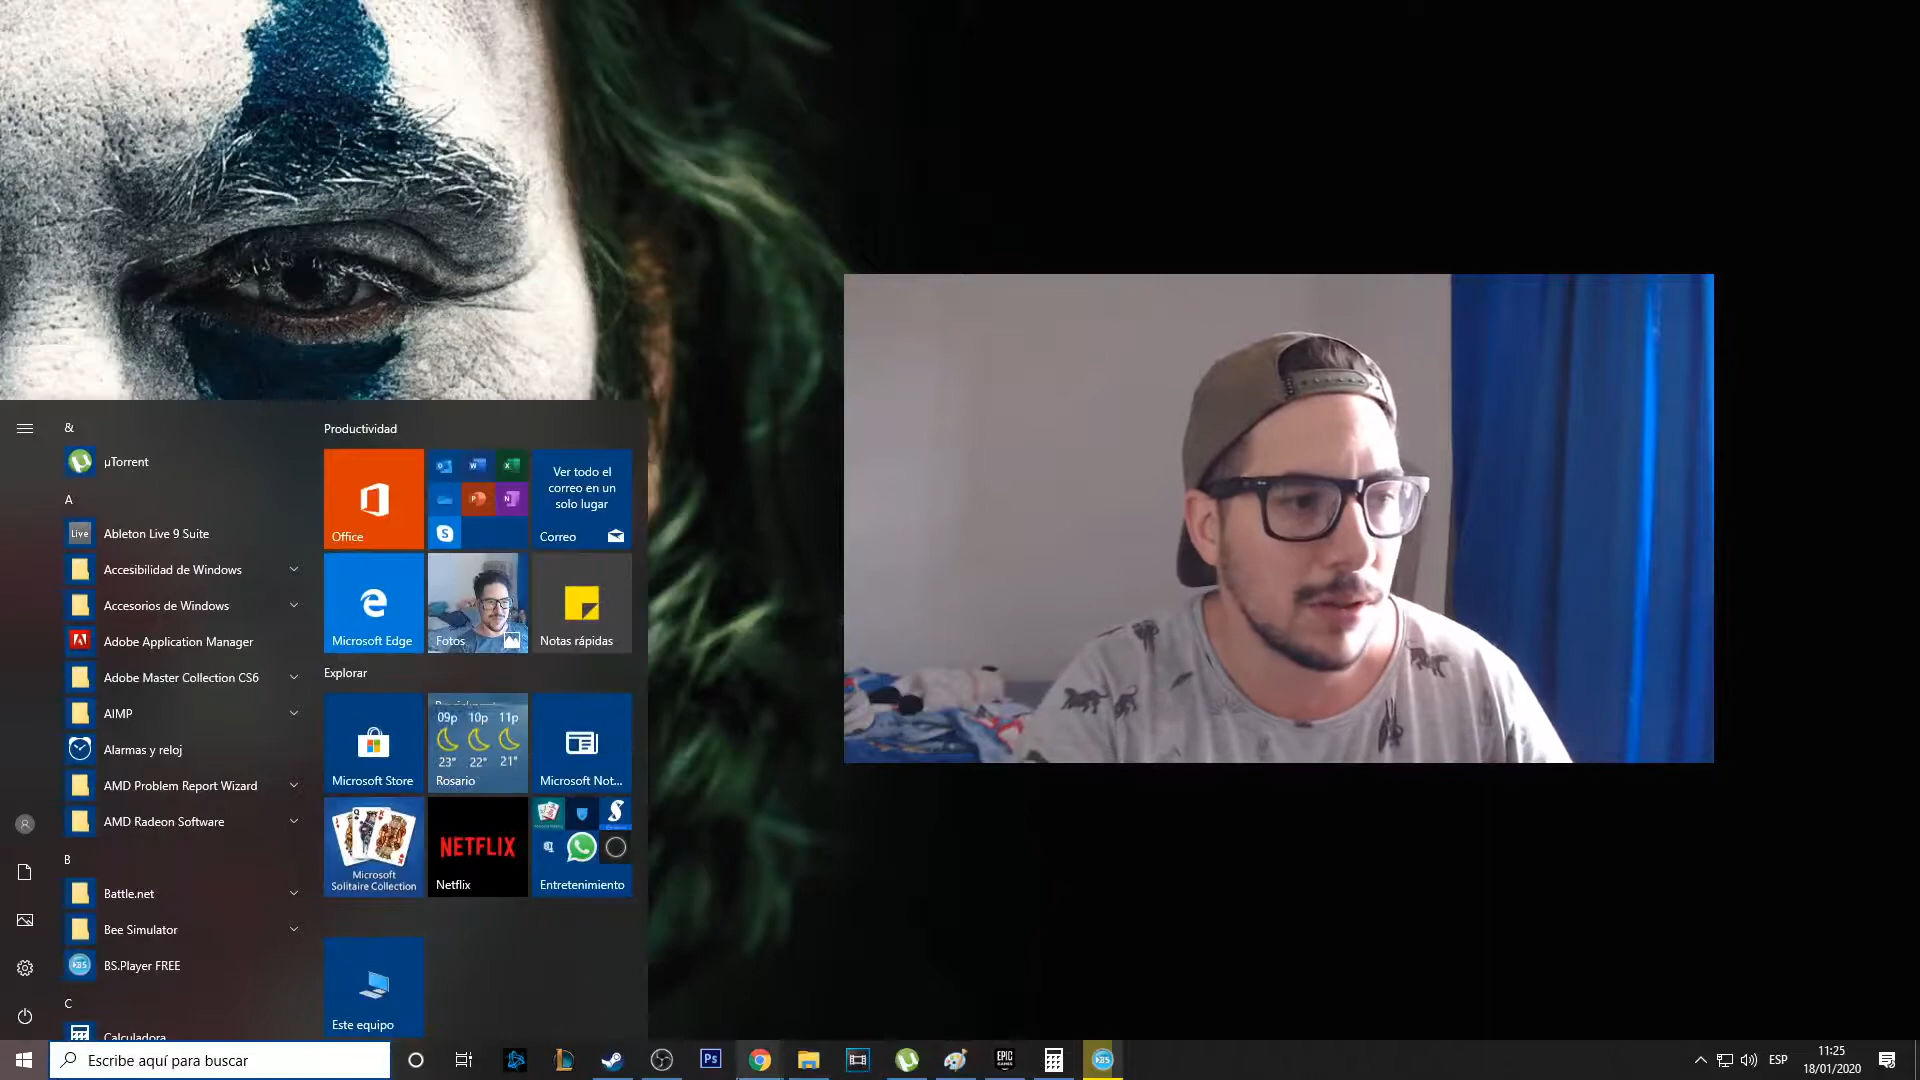 &
µTorrent
A
Live
Ableton Live 9 Suite
Accesibilidad de Windows
Accesorios de Windows
Adobe Application Manager
Adobe Master Collection CS6
AIMP
Alarmas y reloj
AMD Problem Report Wizard
AMD Radeon Software
B
Battle.net
Bee Simulator
BS.Player FREE
C
Calculadora
Productividad
Office
Ver todo el
correo en un
solo lugar
Correo
Microsoft Edge
Fotos
Notas rápidas
Explorar
Microsoft Store
09p 10p 11p
23° 22° 21°
Rosario
Microsoft Not...
Microsoft
Solitaire Collection
NETFLIX
Netflix
Entretenimiento
Este equipo
Escribe aquí para buscar
Ps
EPIC
GAMES
ESP
11:25
18/01/2020